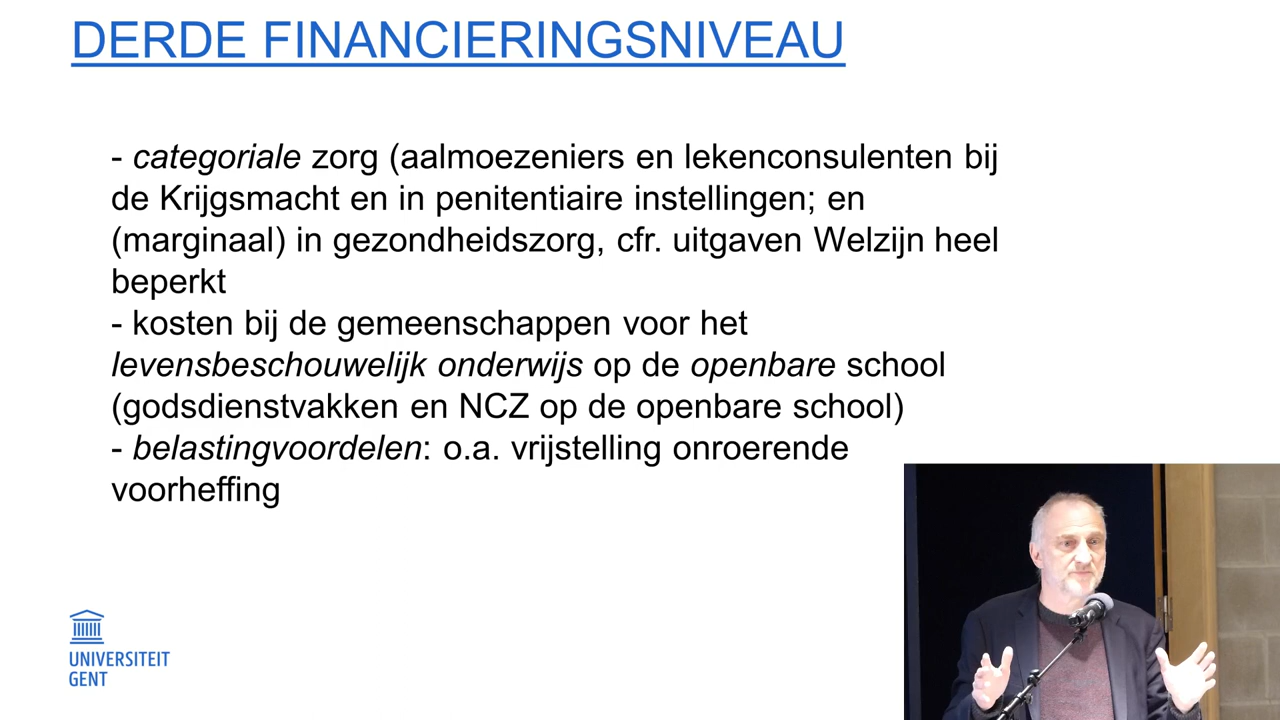 DERDE FINANCIERINGSNIVEAU
- categoriale zorg (aalmoezeniers en lekenconsulenten bij
de Krijgsmacht en in penitentiaire instellingen; en
(marginaal) in gezondheidszorg, cfr. uitgaven Welzijn heel
beperkt
- kosten bij de gemeenschappen voor het
levensbeschouwelijk onderwijs op de openbare school
(godsdienstvakken en NCZ op de openbare school)
- belastingvoordelen: o.a. vrijstelling onroerende
voorheffing
UNIVERSITEIT
GENT